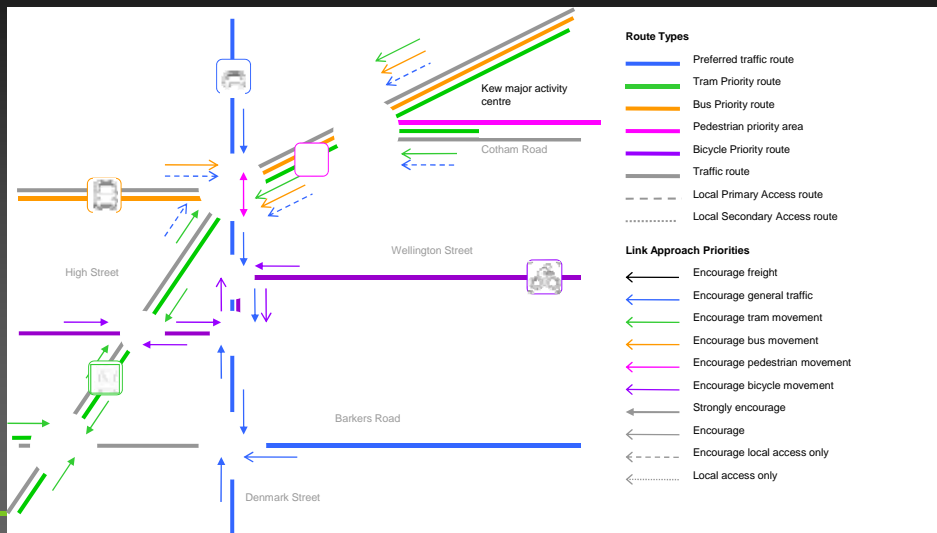 Kew major activity
centre
Cotham Road
Wellington Street
High Street
Barkers Road
Denmark Street
Route Types
Preferred traffic route
Tram Priority route
Bus Priority route
Pedestrian priority area
Bicycle Priority route
Traffic route
Local Primary Access route
Local Secondary Access route
Link Approach Priorities
Encourage freight
Encourage general traffic
Encourage tram movement
Encourage bus movement
Encourage pedestrian movement
Encourage bicycle movement
Strongly encourage
Encourage
Encourage local access only
Local access only